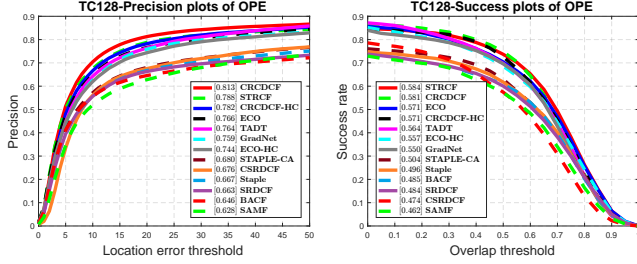 TC128-Precision plots of OPE
Precision
0.9
0.8
0.7
0.6
0.5
0.4
0.3
0.2
0.1
0
0 5 10 15 20 25 30 35 40 45 50
Location error threshold
0.813 CRCDCF
0.788 STRCF
0.782 CRCDCF-HC
0.766 ECO
0.764 TADT
0.759 GradNet
0.744 ECO-HC
0.680 STAPLE-CA
0.676 CSRDCF
0.667 Staple
0.663 SRDCF
0.646 BACF
0.628 SAMF
TC128-Success plots of OPE
Success rate
0.9
0.8
0.7
0.6
0.5
0.4
0.3
0.2
0.1
0
0 0.1 0.2 0.3 0.4 0.5 0.6 0.7 0.8 0.9 1
Overlap threshold
0.584 STRCF
0.581 CRCDCF
0.571 ECO
0.571 CRCDCF-HC
0.564 TADT
0.557 ECO-HC
0.550 GradNet
0.504 STAPLE-CA
0.496 Staple
0.485 BACF
0.484 SRDCF
0.474 CSRDCF
0.462 SAMF